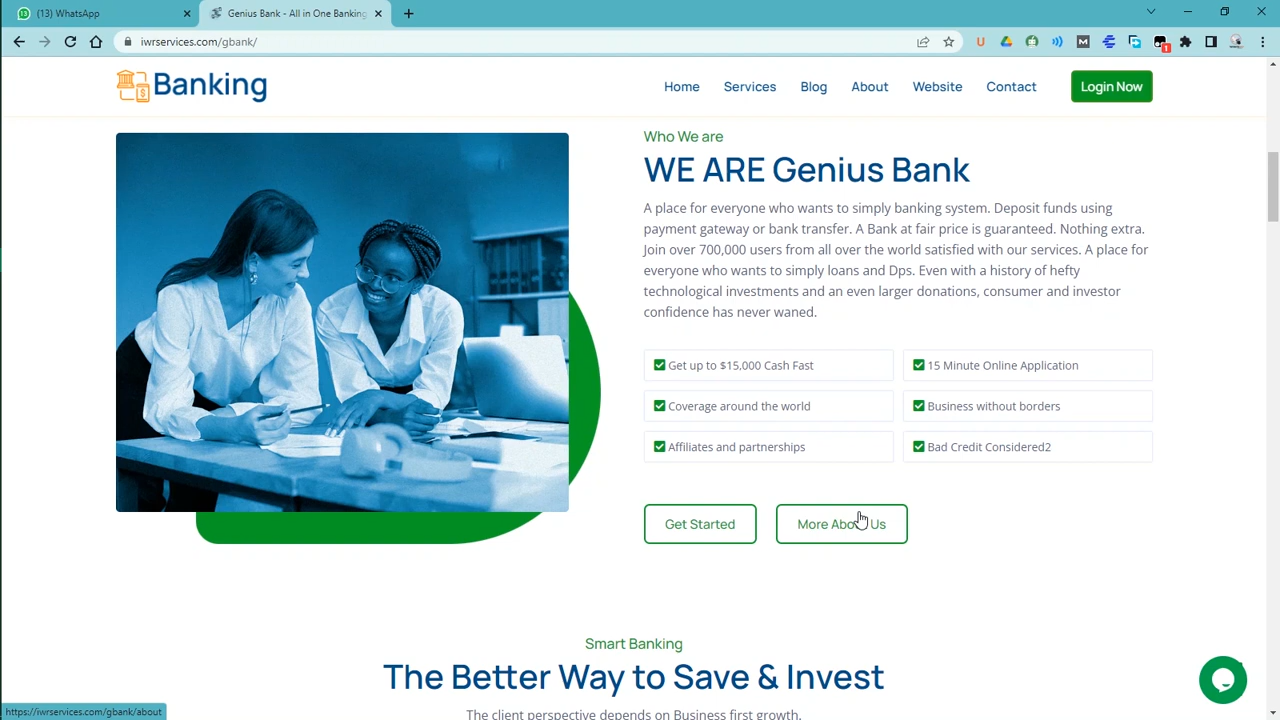 (13) WhatsApp
Genius Bank - All in One Banking
iwrservices.com/gbank/
1
Banking
Home Services Blog About Website Contact Login Now
Who We are
WE ARE Genius Bank
A place for everyone who wants to simply banking system. Deposit funds using
payment gateway or bank transfer. A Bank at fair price is guaranteed. Nothing extra.
Join over 700,000 users from all over the world satisfied with our services. A place for
everyone who wants to simply loans and Dps. Even with a history of hefty
technological investments and an even larger donations, consumer and investor
confidence has never waned.
Get up to $15,000 Cash Fast
15 Minute Online Application
Coverage around the world
Business without borders
Affiliates and partnerships
Bad Credit Considered2
Get Started
More About Us
Smart Banking
The Better Way to Save & Invest
The client perspective depends on Business first growth.
https://iwrservices.com/gbank/about